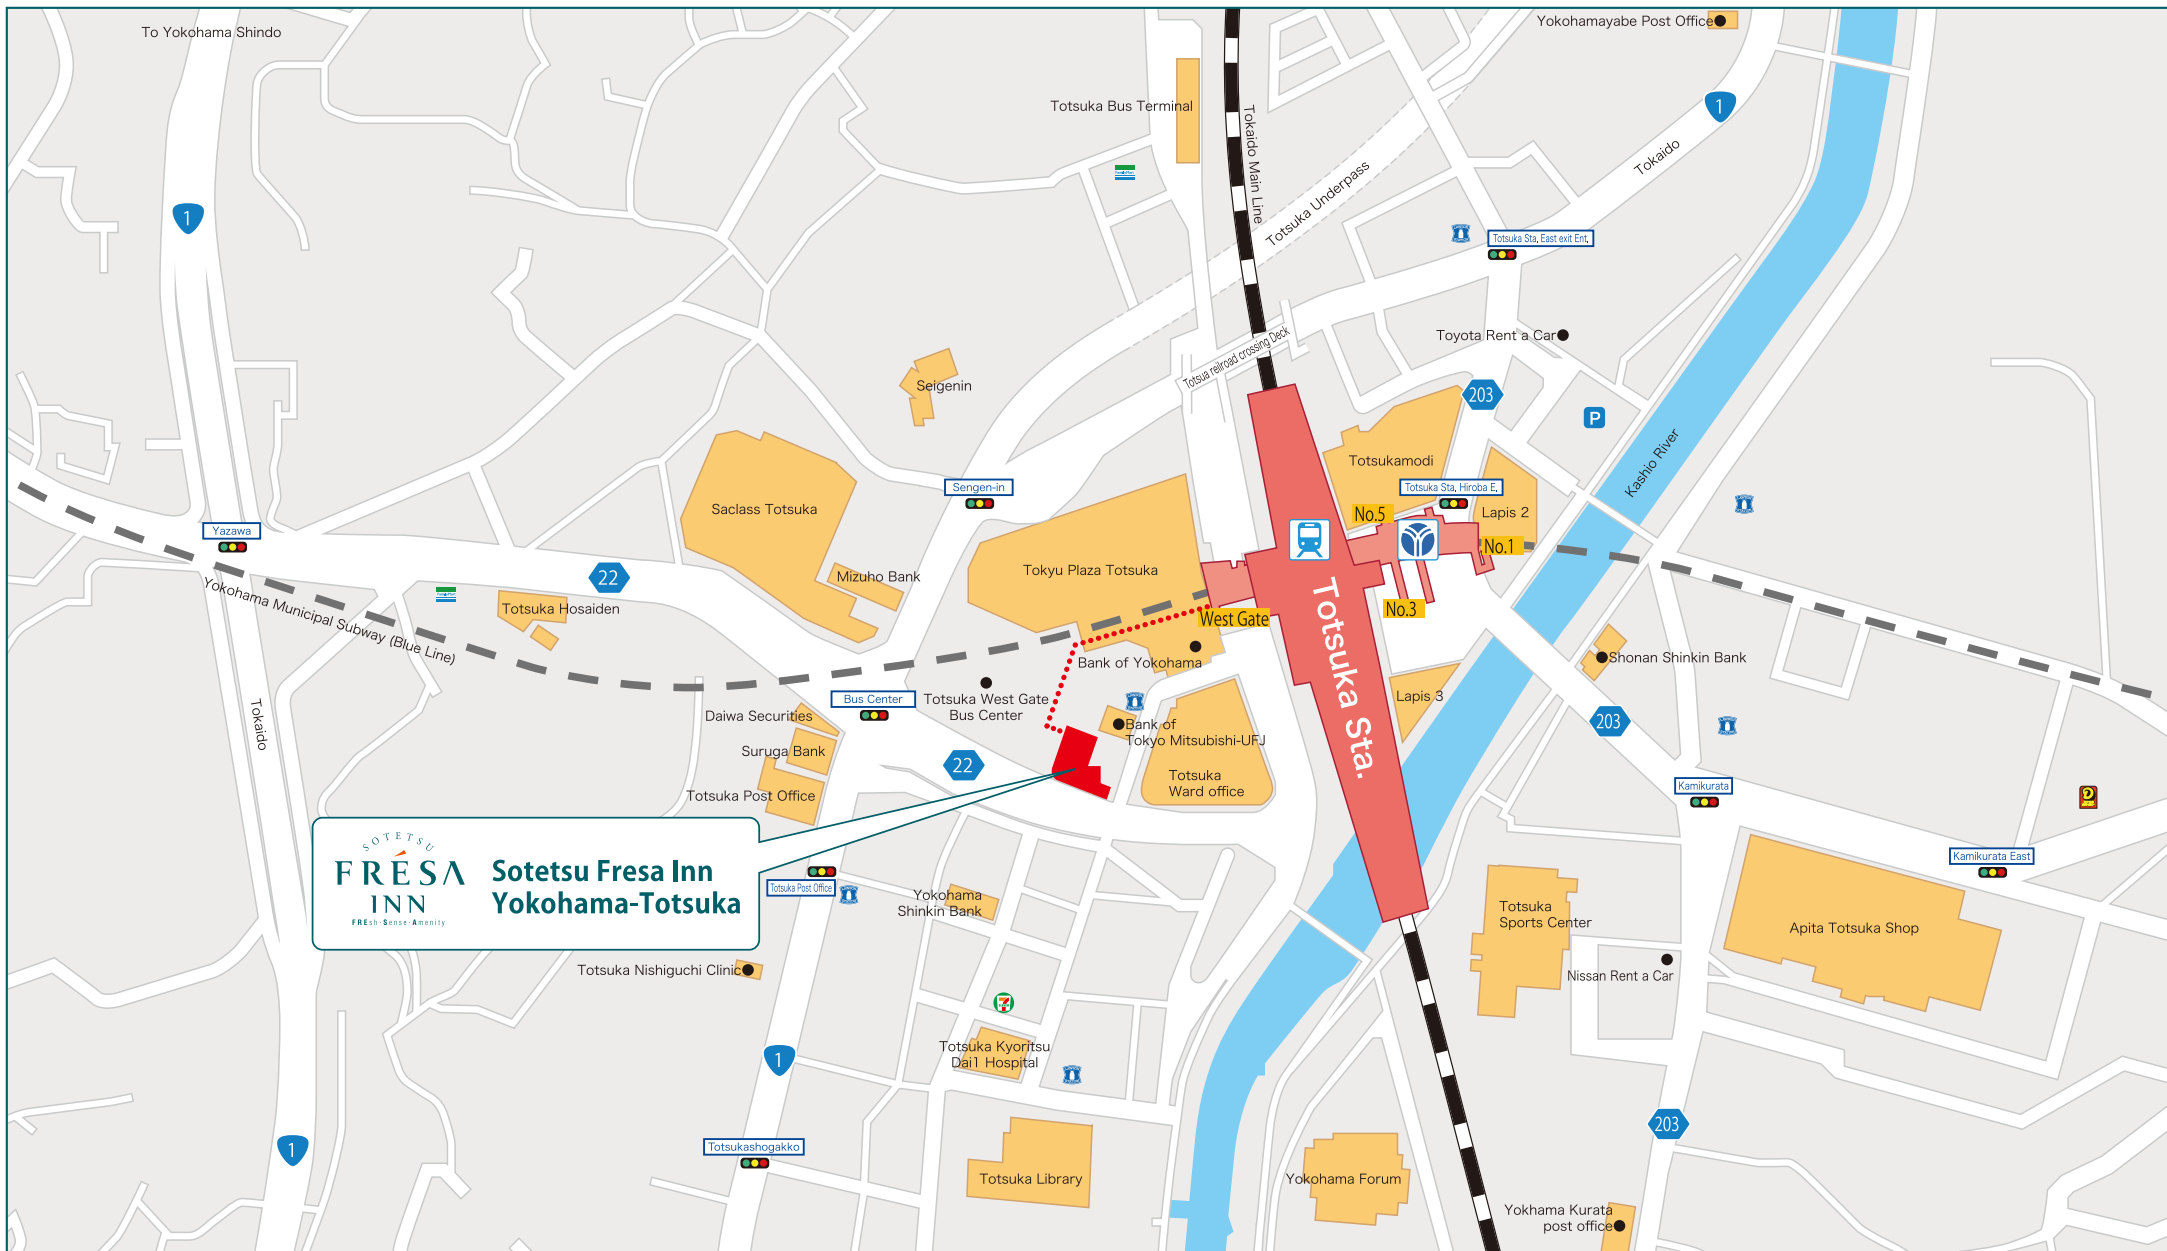 To Yokohama Shindo
Yokohamayabe Post Office
1
Totsuka Bus Terminal
Tokaido Main Line
Totsuka Underpass
Tokaido
FamilyMart
1
Totsuka Sta. East exit Ent.
Toyota Rent a Car
Totsua reilroad crossing Deck
Seigenin
203
P
Kashio River
Totsukamodi
Saclass Totsuka
Sengen-in
Totsuka Sta. Hiroba E.
No.5
Lapis 2
Yazawa
No.1
22
Mizuho Bank
Tokyu Plaza Totsuka
Yokohama Municipal Subway (Blue Line)
FamilyMart
Totsuka Hosaiden
West Gate
No.3
Totsuka Sta.
Bank of Yokohama
Shonan Shinkin Bank
Tokaido
Bus Center
Totsuka West Gate
Bus Center
Lapis 3
Daiwa Securities
Suruga Bank
Bank of
Tokyo Mitsubishi-UFJ
203
22
Totsuka
Ward office
Totsuka Post Office
Kamikurata
SOTETSU
FRÉSA
INN
FREsh-Sense-Amenity
Sotetsu Fresa Inn
Yokohama-Totsuka
Totsuka Post Office
Kamikurata East
Yokohama
Shinkin Bank
Totsuka
Sports Center
Apita Totsuka Shop
Totsuka Nishiguchi Clinic
Nissan Rent a Car
7
Totsuka Kyoritsu
Dai1 Hospital
1
203
1
Totsukashogakko
Totsuka Library
Yokohama Forum
Yokhama Kurata
post office